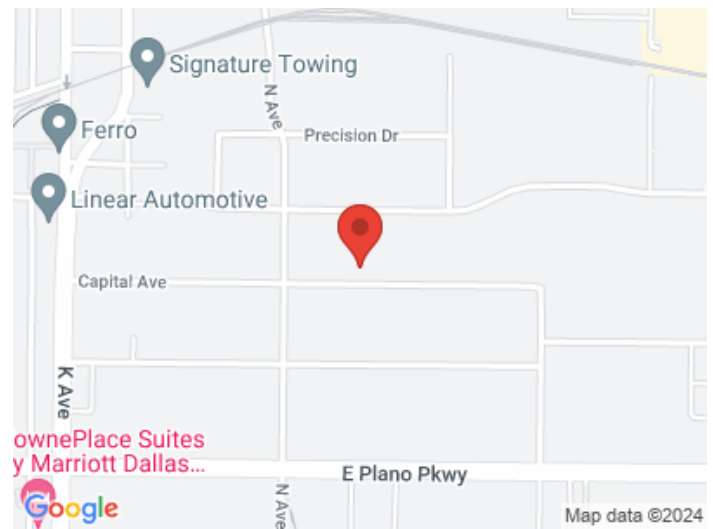 Signature Towing
N Ave
Ferro
Precision Dr
Linear Automotive
Capital Ave
K Ave
ownePlace Suites
y Marriott Dallas...
E Plano Pkwy
N Ave
Google
Map data ©2024